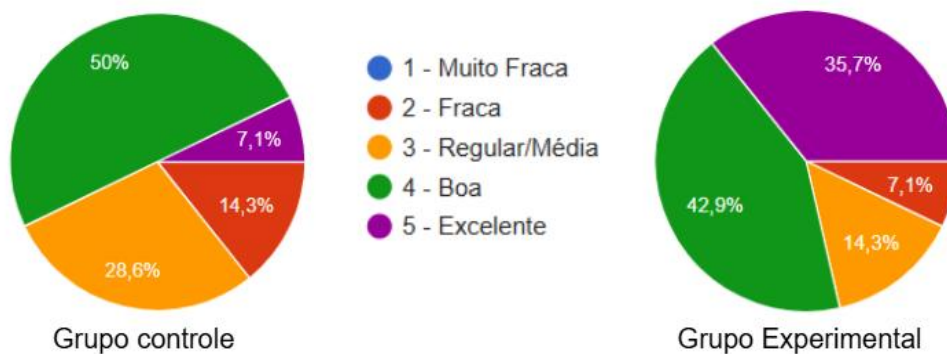 50%
7,1%
14,3%
28,6%
Grupo controle
1 - Muito Fraca
2 - Fraca
3 - Regular/Média
4 - Boa
5 - Excelente
35,7%
7,1%
42,9%
14,3%
Grupo Experimental